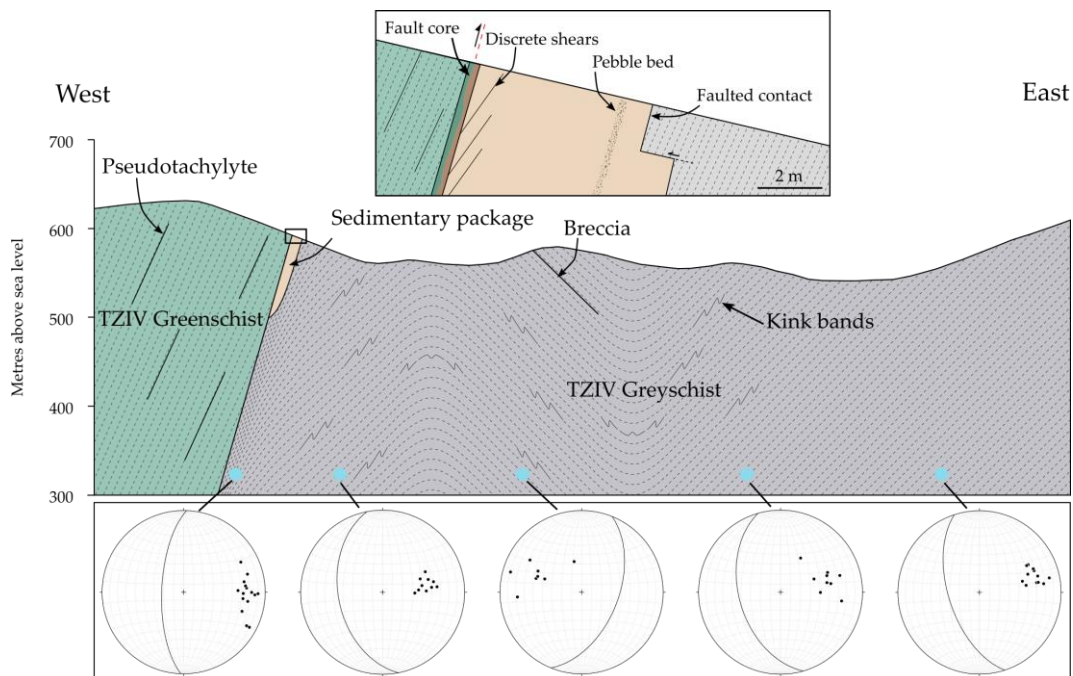 Fault core
Discrete shears
Pebble bed
Faulted contact
2 m
West
East
Metres above sea level
700
600
500
400
300
Pseudotachylyte
Sedimentary package
Breccia
TZIV Greenschist
Kink bands
TZIV Greyschist